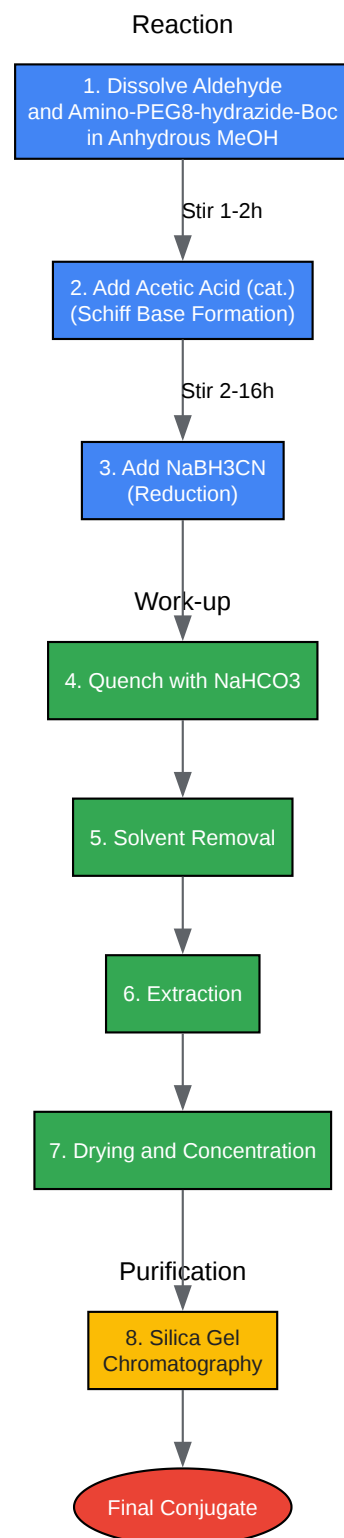 Reaction
1. Dissolve Aldehyde
and Amino-PEG8-hydrazide-Boc
in Anhydrous MeOH
Stir 1-2h
2. Add Acetic Acid (cat.)
(Schiff Base Formation)
Stir 2-16h
3. Add NaBH3CN
(Reduction)
Work-up
4. Quench with NaHCO3
5. Solvent Removal
6. Extraction
7. Drying and Concentration
Purification
8. Silica Gel
Chromatography
Final Conjugate